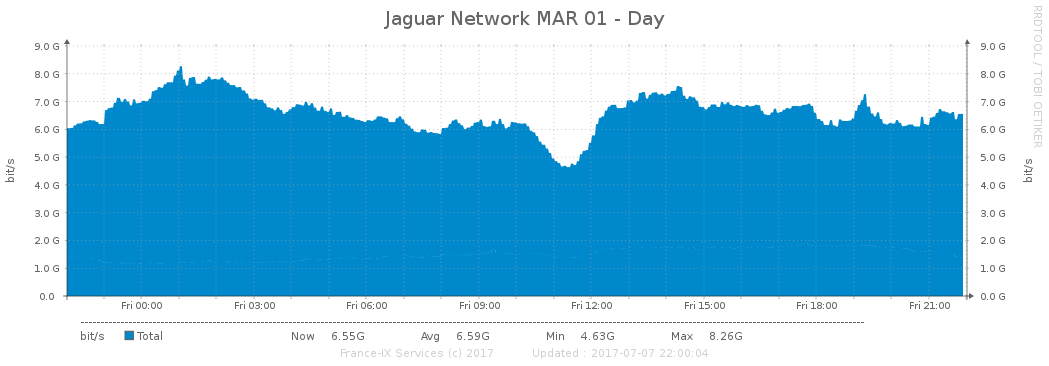 Jaguar Network MAR 01 - Day
RRDTOOL / TOBI OETIKER
bit/s
9.0 G
8.0 G
7.0 G
6.0 G
5.0 G
4.0 G
3.0 G
2.0 G
1.0 G
0.0
9.0 G
8.0 G
7.0 G
6.0 G
5.0 G
4.0 G
3.0 G
2.0 G
1.0 G
0.0 G
bit/s
Fri 00:00 Fri 03:00 Fri 06:00 Fri 09:00 Fri 12:00 Fri 15:00 Fri 18:00 Fri 21:00
bit/s Total Now 6.55G Avg 6.59G Min 4.63G Max 8.26G
France-IX Services (c) 2017 Updated : 2017-07-07 22:00:04